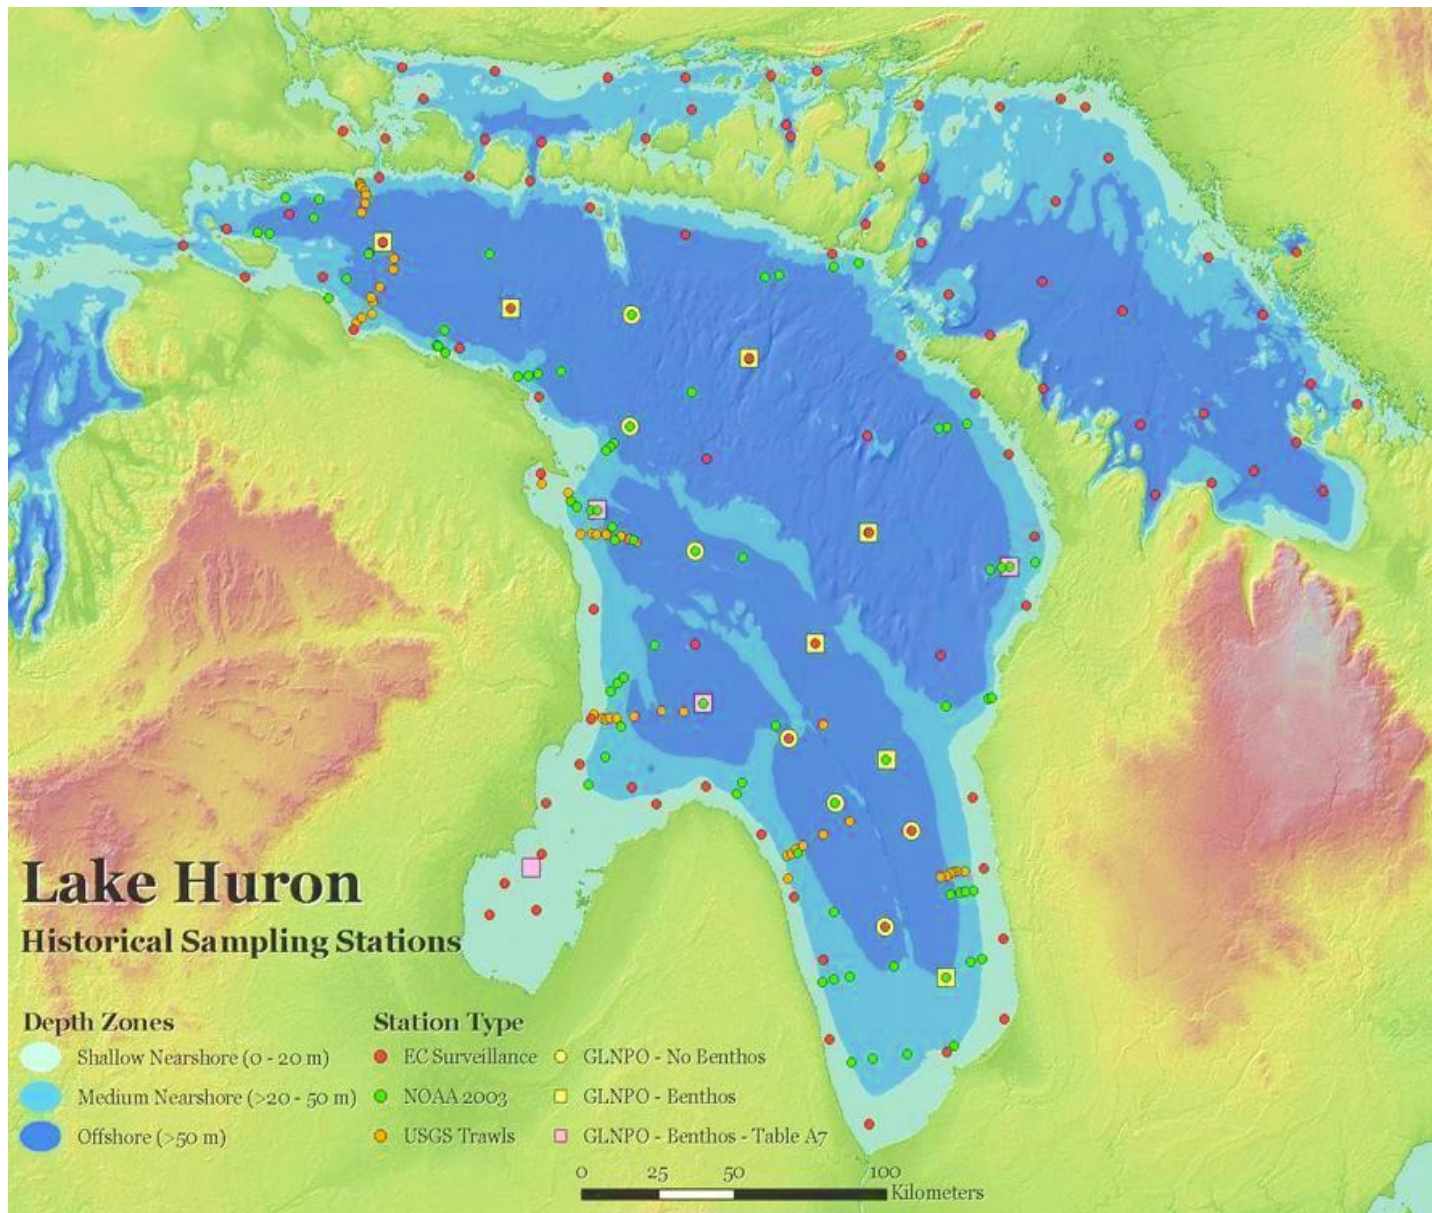 Lake Huron
Historical Sampling Stations
Depth Zones
Shallow Nearshore (0 - 20 m)
Medium Nearshore (>20 - 50 m)
Offshore (>50 m)
Station Type
EC Surveillance
NOAA 2003
USGS Trawls
GLNPO - No Benthos
GLNPO - Benthos
GLNPO - Benthos - Table A7
0 25 50 100
Kilometers